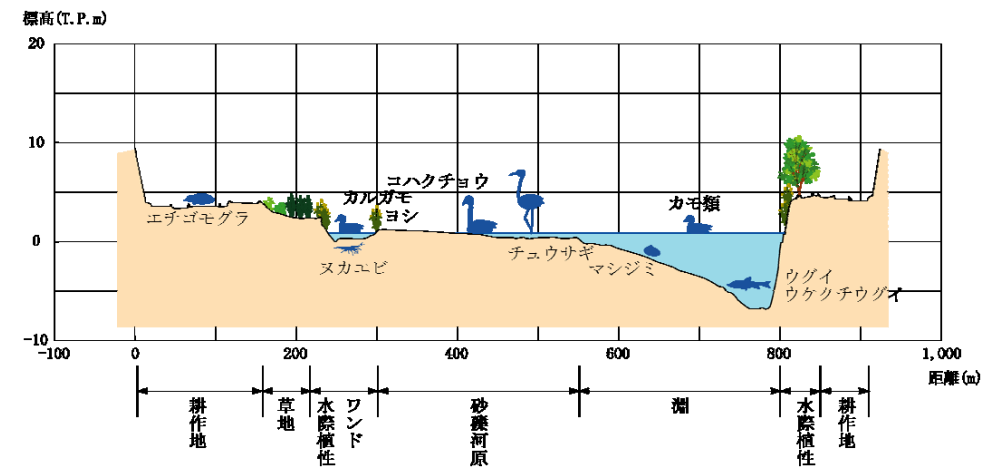 標高(T.P.m)
20
10
0
-10
コハクチョウ
カルガモ
ヨシ
カモ類
エチゴモグラ
ヌカエビ
チュウサギ
マシジミ
ウグイ
ウケクチウグイ
-100
0
200
400
600
800
1,000
距離(m)
耕作地
草地
水際植性
ワンド
砂礫河原
淵
水際植性
耕作地